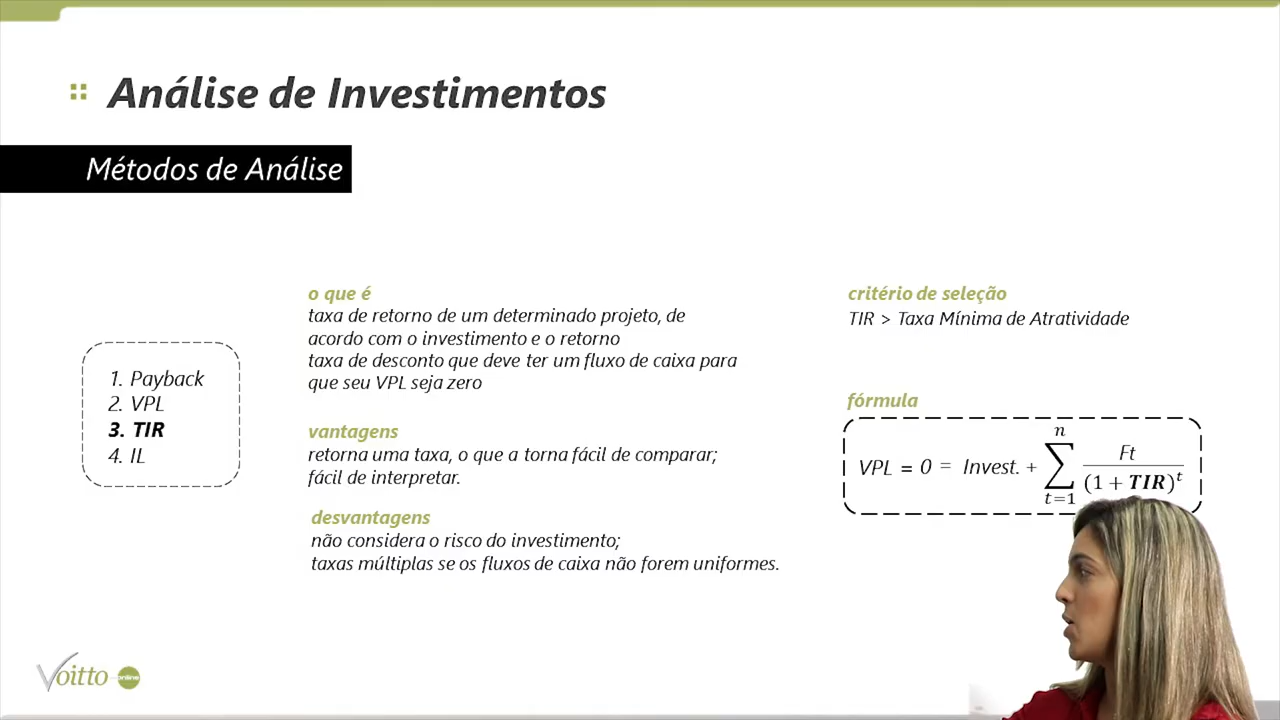 Análise de Investimentos
Métodos de Análise
1. Payback
2. VPL
3. TIR
4. IL
o que é
taxa de retorno de um determinado projeto, de
acordo com o investimento e o retorno
taxa de desconto que deve ter um fluxo de caixa para
que seu VPL seja zero
vantagens
retorna uma taxa, o que a torna fácil de comparar;
fácil de interpretar.
desvantagens
não considera o risco do investimento;
taxas múltiplas se os fluxos de caixa não forem uniformes.
critério de seleção
TIR > Taxa Mínima de Atratividade
fórmula
VPL = 0 = Invest. + ∑ n t=1 Ft / (1 + TIR)^t
Voitto online